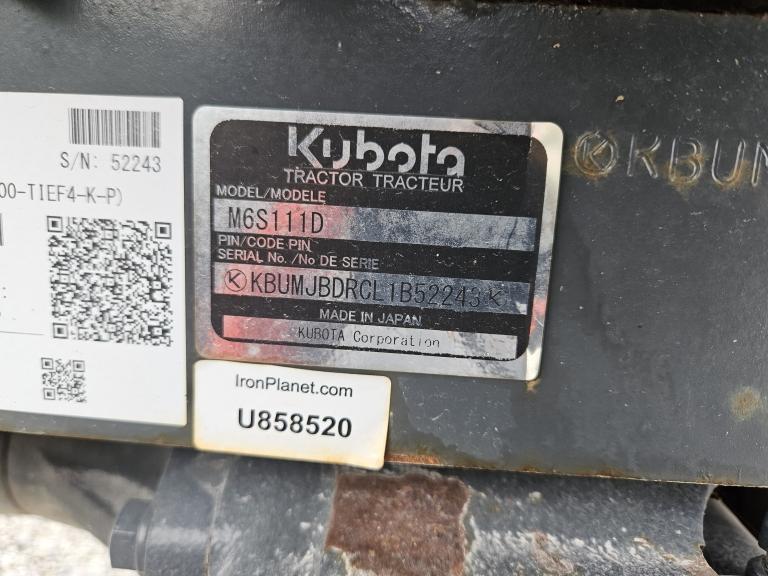 S/N: 52243
00-TIEF4-K-P)
Kubota
TRACTOR TRACTEUR
MODEL/MODELE
M6S111D
PIN/CODE PIN
SERIAL No./No DE SERIE
KBUMJBDRCL1B52243
MADE IN JAPAN
KUBOTA Corporation
IronPlanet.com
U858520
KBUM